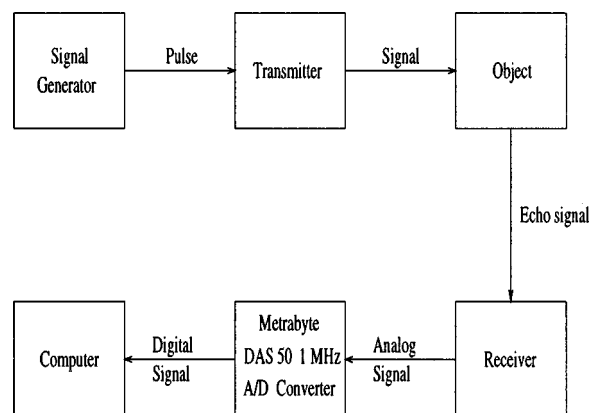 Signal
Generator
Pulse
Transmitter
Signal
Object
Echo signal
Receiver
Analog
Signal
Metrabyte
DAS 50 1 MHz
A/D Converter
Digital
Signal
Computer